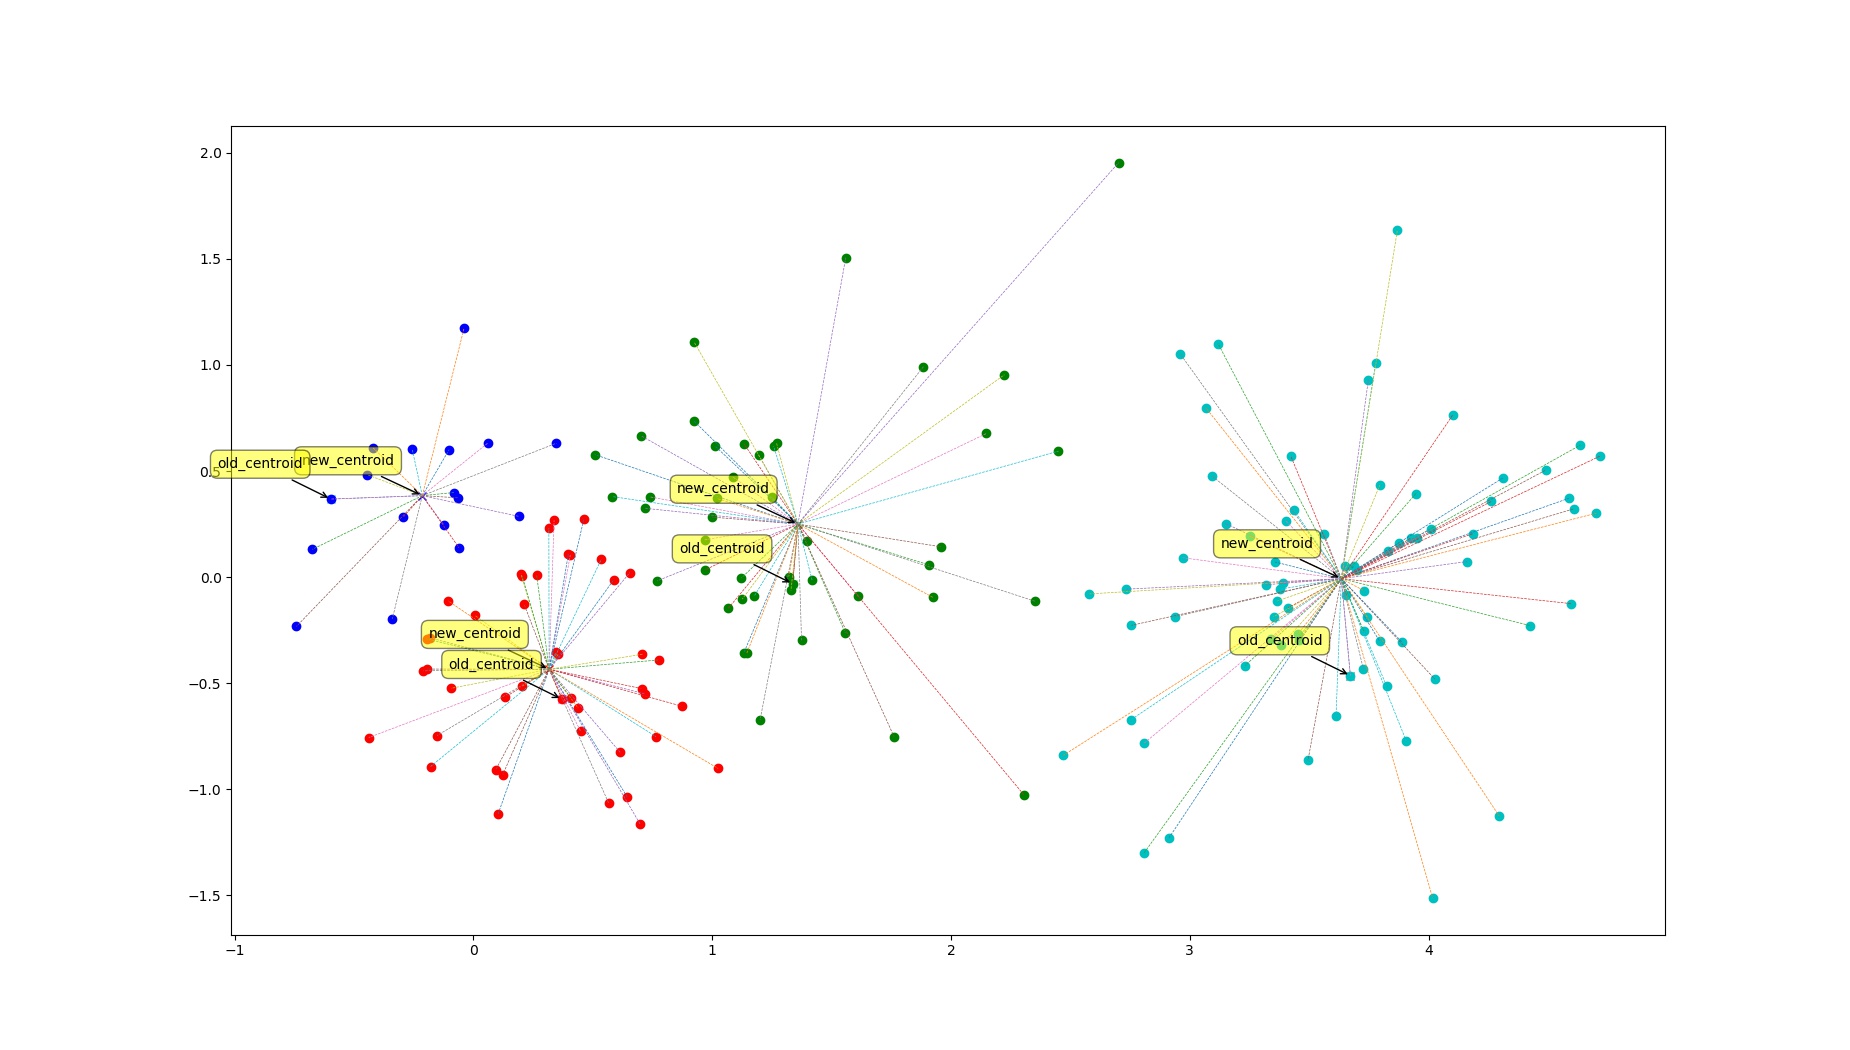 2.0
1.5
1.0
0.5
0.0
−0.5
−1.0
−1.5
old_centroid
new_centroid
new_centroid
old_centroid
new_centroid
old_centroid
new_centroid
old_centroid
−1
0
1
2
3
4